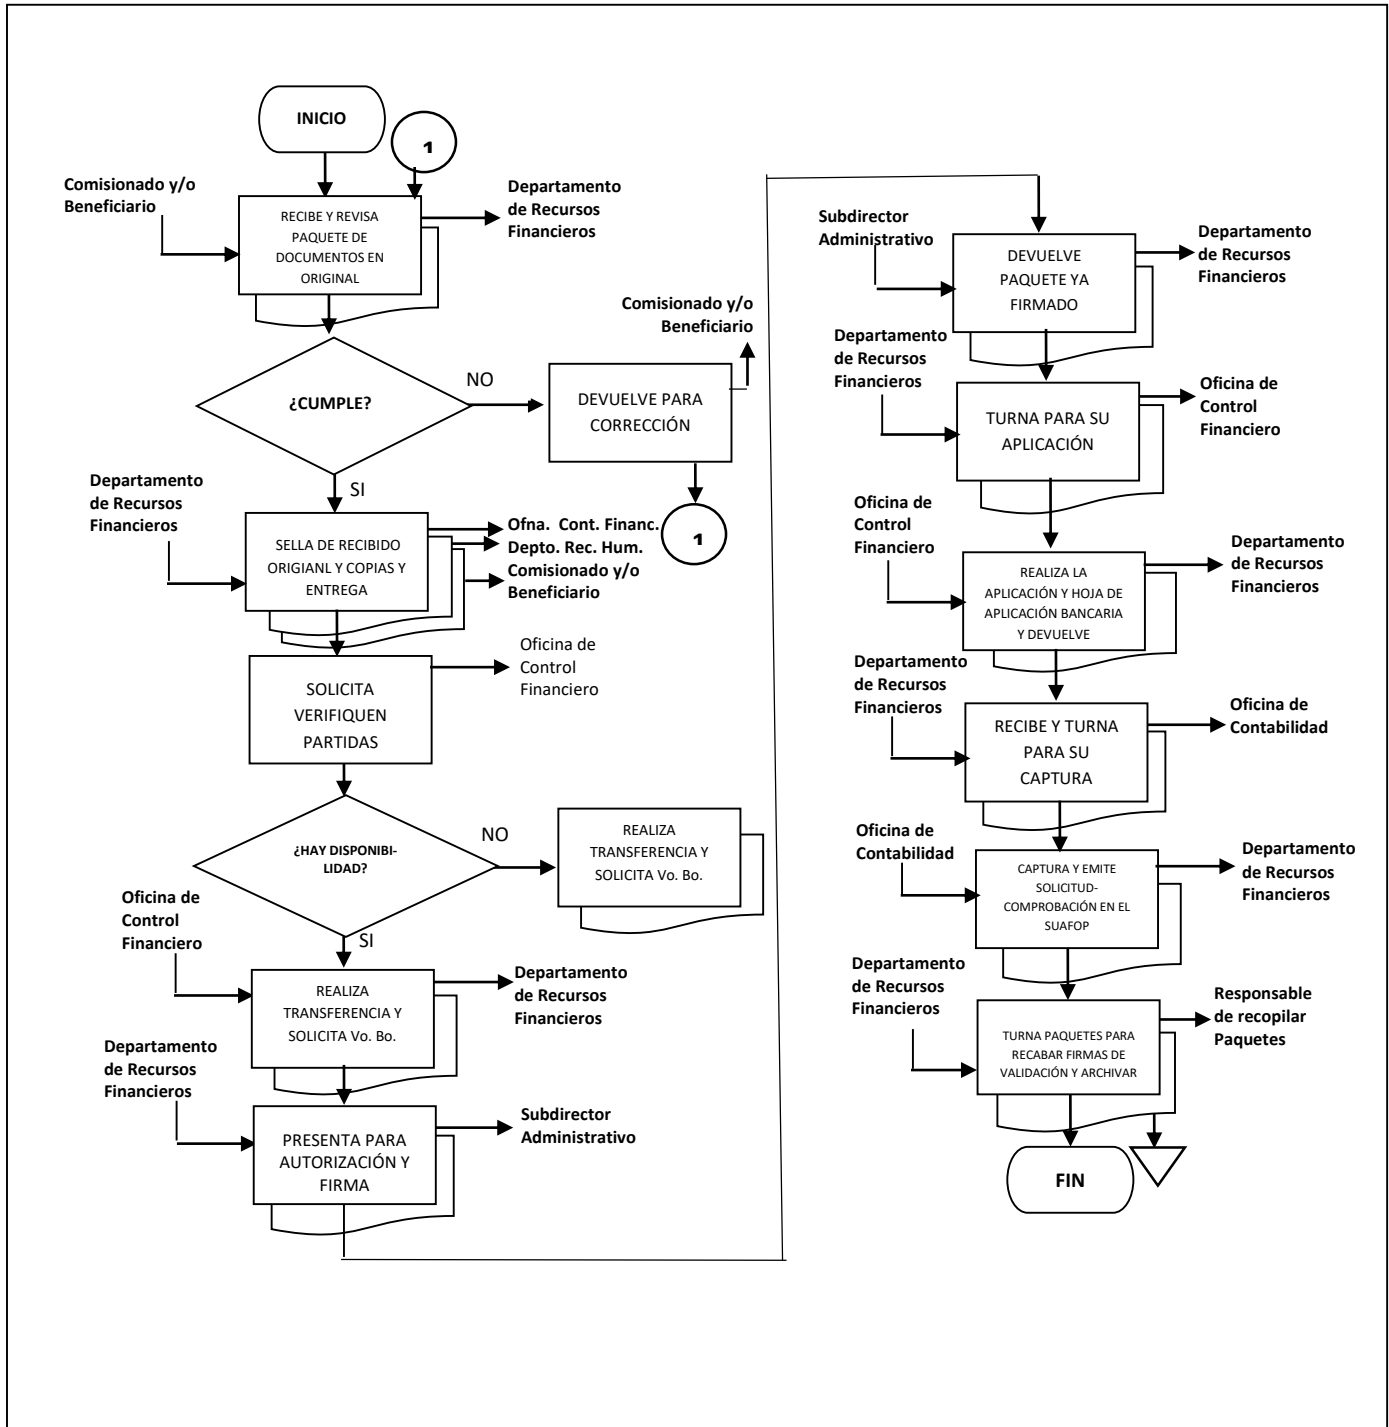 INICIO
1
Comisionado y/o
Beneficiario
RECIBE Y REVISA
PAQUETE DE
DOCUMENTOS EN
ORIGINAL
Departamento
de Recursos
Financieros
¿CUMPLE?
NO
DEVUELVE PARA
CORRECCIÓN
Comisionado y/o
Beneficiario
1
SI
Departamento
de Recursos
Financieros
SELLA DE RECIBIDO
ORIGIANL Y COPIAS Y
ENTREGA
Ofna. Cont. Financ.
Depto. Rec. Hum.
Comisionado y/o
Beneficiario
SOLICITA
VERIFIQUEN
PARTIDAS
Oficina de
Control
Financiero
¿HAY DISPONIBI-
LIDAD?
NO
REALIZA
TRANSFERENCIA Y
SOLICITA Vo. Bo.
SI
Oficina de
Control
Financiero
REALIZA
TRANSFERENCIA Y
SOLICITA Vo. Bo.
Departamento
de Recursos
Financieros
Departamento
de Recursos
Financieros
PRESENTA PARA
AUTORIZACIÓN Y
FIRMA
Subdirector
Administrativo
Subdirector
Administrativo
DEVUELVE
PAQUETE YA
FIRMADO
Departamento
de Recursos
Financieros
Departamento
de Recursos
Financieros
TURNA PARA SU
APLICACIÓN
Oficina de
Control
Financiero
Oficina de
Control
Financiero
REALIZA LA
APLICACIÓN Y HOJA DE
APLICACIÓN BANCARIA
Y DEVUELVE
Departamento
de Recursos
Financieros
Departamento
de Recursos
Financieros
RECIBE Y TURNA
PARA SU
CAPTURA
Oficina de
Contabilidad
Oficina de
Contabilidad
CAPTURA Y EMITE
SOLICITUD-
COMPROBACIÓN EN EL
SUAFOP
Departamento
de Recursos
Financieros
Departamento
de Recursos
Financieros
TURNA PAQUETES PARA
RECABAR FIRMAS DE
VALIDACIÓN Y ARCHIVAR
Responsable
de recopilar
Paquetes
FIN